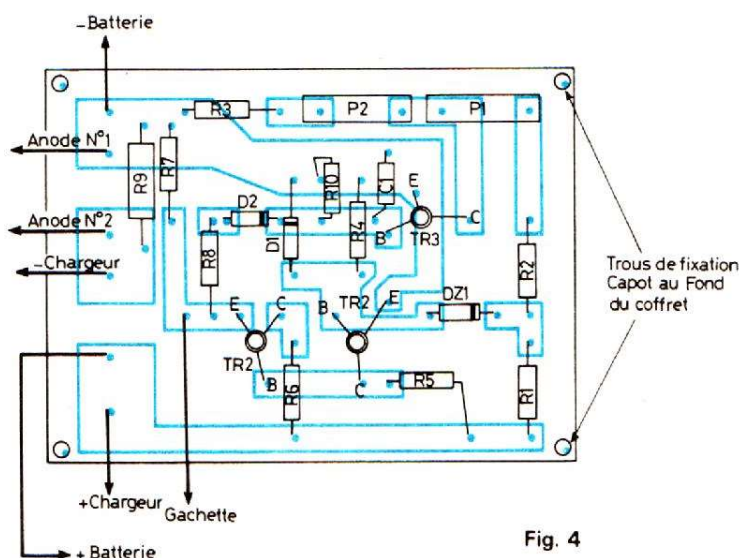 –Batterie
Anode N°1
Anode N°2
–Chargeur
R3
P2
P1
R9
R7
R10
C1
E
D2
D1
R4
B
TR3
C
R8
R2
Trous de fixation
Capot au Fond
du coffret
DZ1
E
C
B
TR2
E
TR2
B
R6
C
R5
R1
+Chargeur
Gachette
+Batterie
Fig. 4